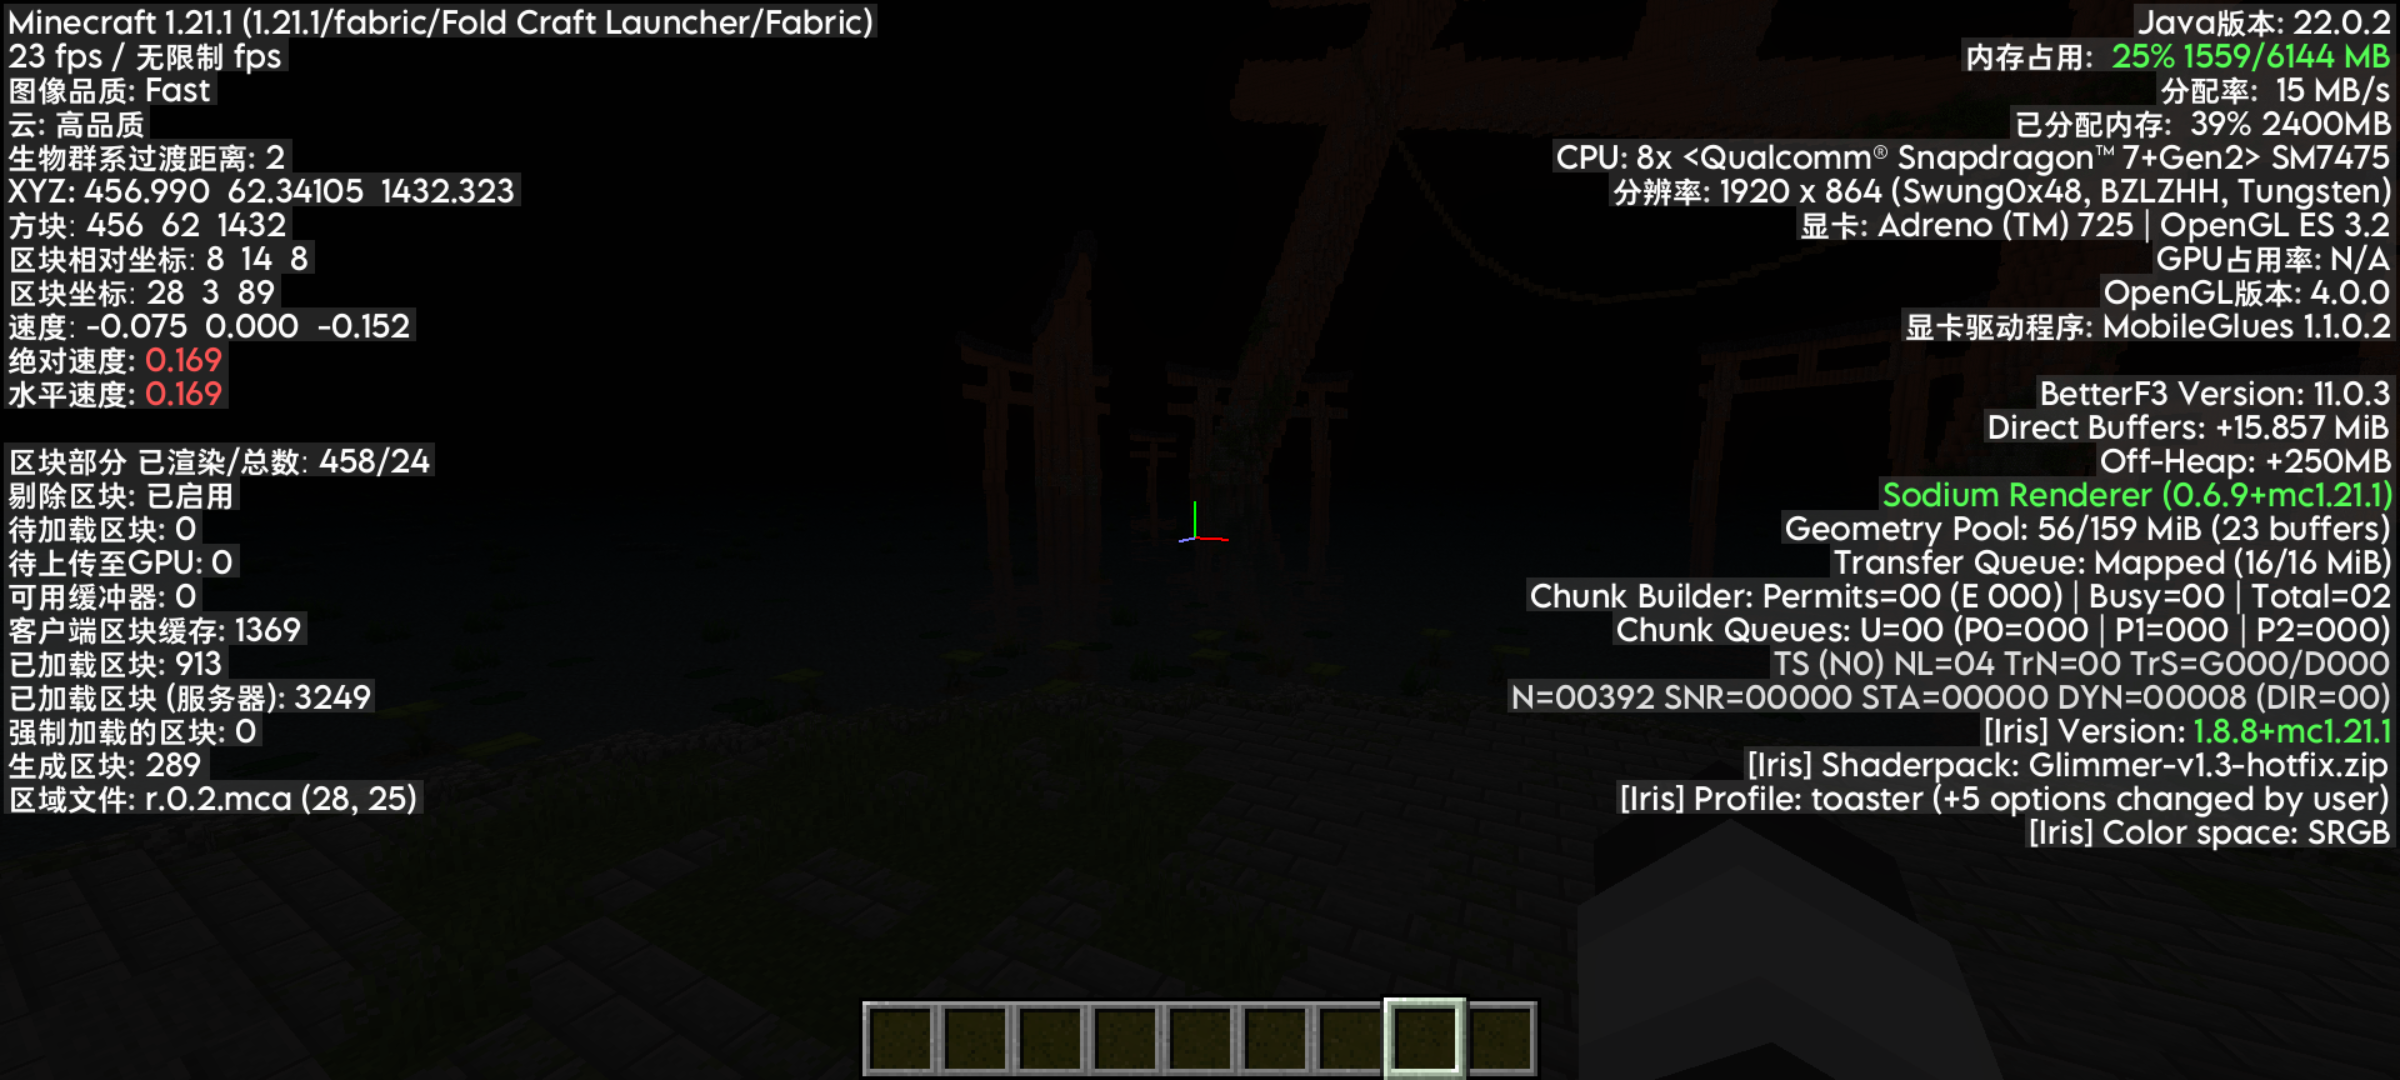 Minecraft 1.21.1 (1.21.1/fabric/Fold Craft Launcher/Fabric)
23 fps / 无限制 fps
图像品质: Fast
云: 高品质
生物群系过渡距离: 2
XYZ: 456.990 62.34105 1432.323
方块: 456 62 1432
区块相对坐标: 8 14 8
区块坐标: 28 3 89
速度: -0.075 0.000 -0.152
绝对速度: 0.169
水平速度: 0.169
区块部分 已渲染/总数: 458/24
剔除区块: 已启用
待加载区块: 0
待上传至GPU: 0
可用缓冲器: 0
客户端区块缓存: 1369
已加载区块: 913
已加载区块 (服务器): 3249
强制加载的区块: 0
生成区块: 289
区域文件: r.0.2.mca (28, 25)
Java版本: 22.0.2
内存占用: 25% 1559/6144 MB
分配率: 15 MB/s
已分配内存: 39% 2400MB
CPU: 8x <Qualcomm® Snapdragon™ 7+Gen2> SM7475
分辨率: 1920 x 864 (Swung0x48, BZLZHH, Tungsten)
显卡: Adreno (TM) 725 | OpenGL ES 3.2
GPU占用率: N/A
OpenGL版本: 4.0.0
显卡驱动程序: MobileGlues 1.1.0.2
BetterF3 Version: 11.0.3
Direct Buffers: +15.857 MiB
Off-Heap: +250MB
Sodium Renderer (0.6.9+mc1.21.1)
Geometry Pool: 56/159 MiB (23 buffers)
Transfer Queue: Mapped (16/16 MiB)
Chunk Builder: Permits=00 (E 000) | Busy=00 | Total=02
Chunk Queues: U=00 (P0=000 | P1=000 | P2=000)
TS (N0) NL=04 TrN=00 TrS=G000/D000
N=00392 SNR=00000 STA=00000 DYN=00008 (DIR=00)
[Iris] Version: 1.8.8+mc1.21.1
[Iris] Shaderpack: Glimmer-v1.3-hotfix.zip
[Iris] Profile: toaster (+5 options changed by user)
[Iris] Color space: SRGB